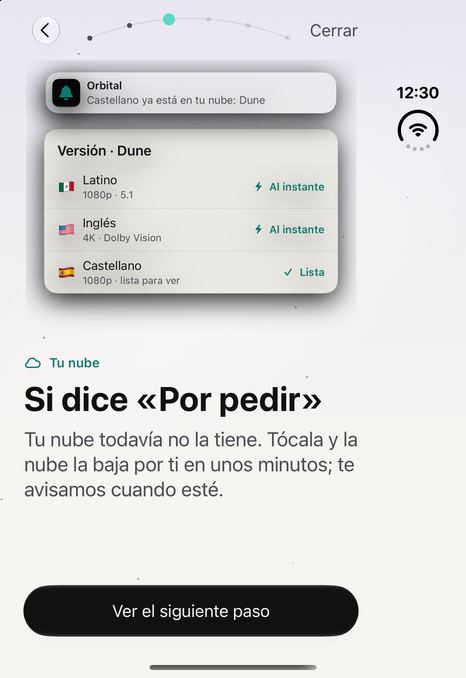 Cerrar
12:30
Orbital
Castellano ya está en tu nube: Dune
Versión · Dune
Latino
1080p · 5.1
Al instante
Inglés
4K · Dolby Vision
Al instante
Castellano
1080p · lista para ver
Lista
Tu nube
Si dice «Por pedir»
Tu nube todavía no la tiene. Tócala y la
nube la baja por ti en unos minutos; te
avisamos cuando esté.
Ver el siguiente paso